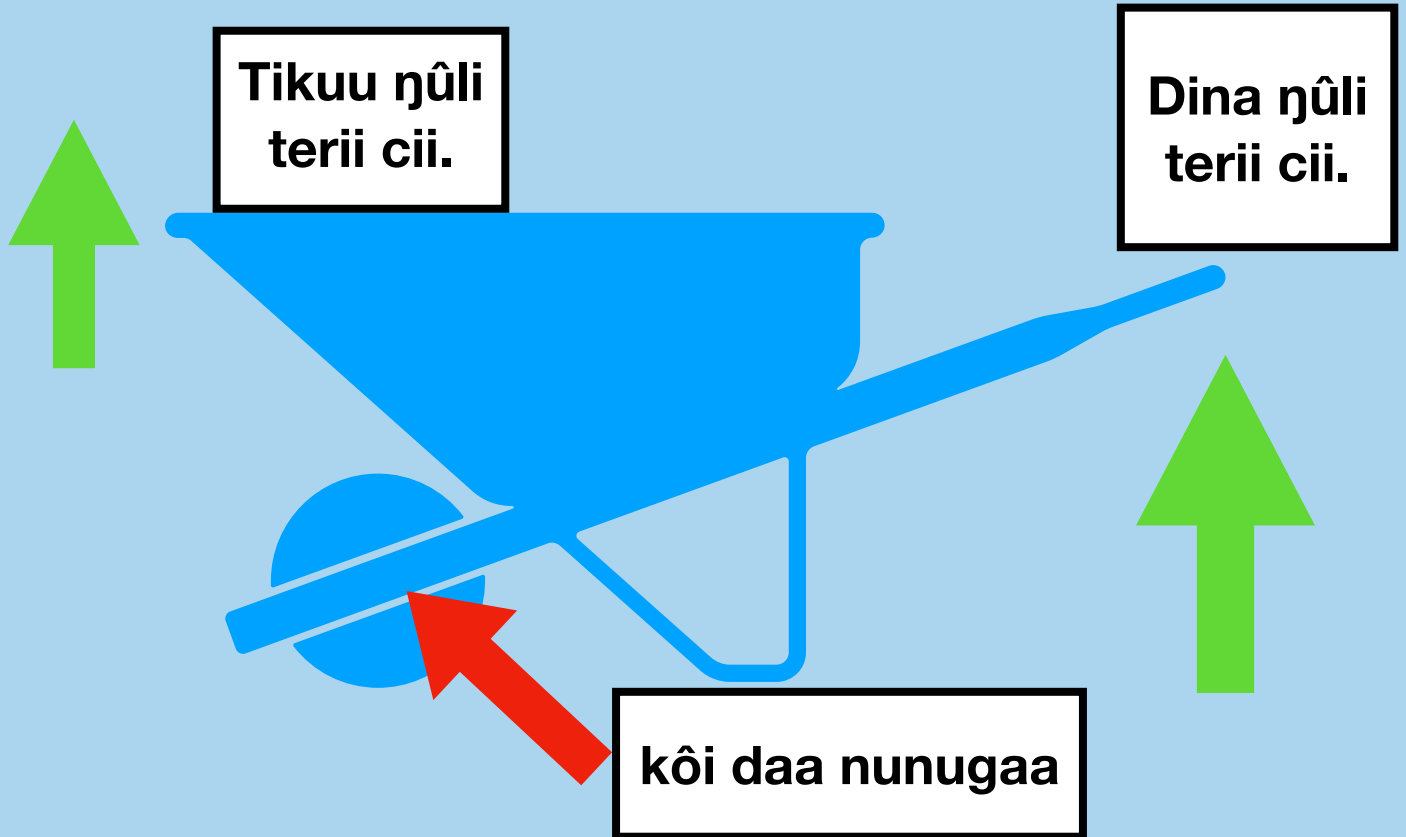 Tikuu ŋûli
terii cii.
Dina ŋûli
terii cii.
kôi daa nunugaa